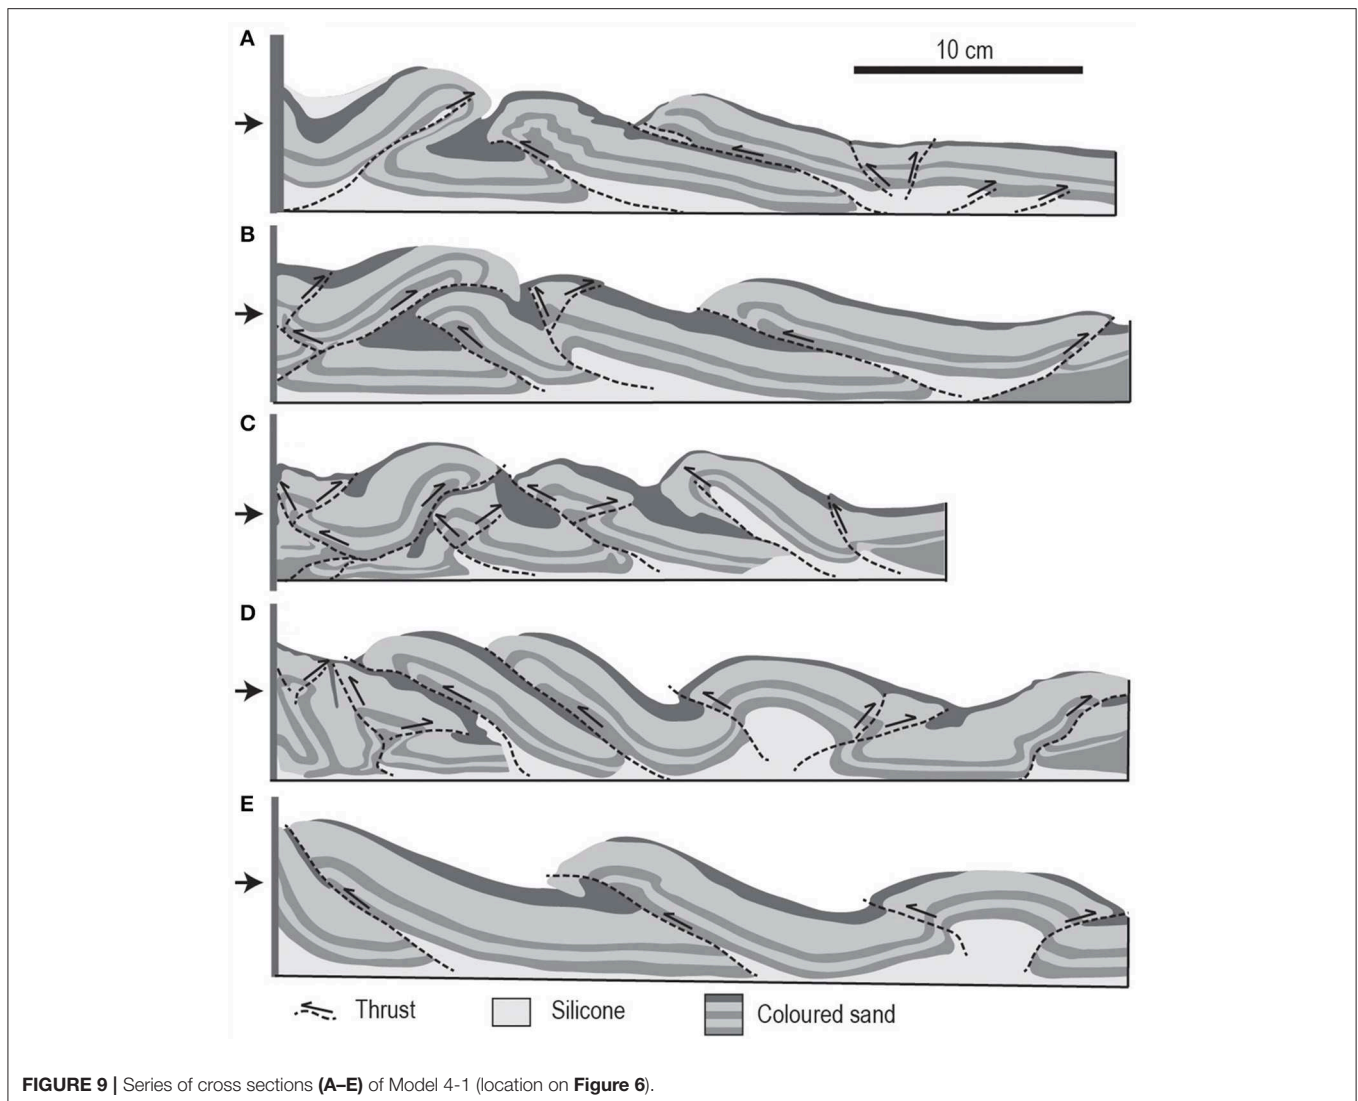 A
10 cm
B
C
D
E
Thrust
Silicone
Coloured sand
FIGURE 9 | Series of cross sections (A–E) of Model 4-1 (location on Figure 6).